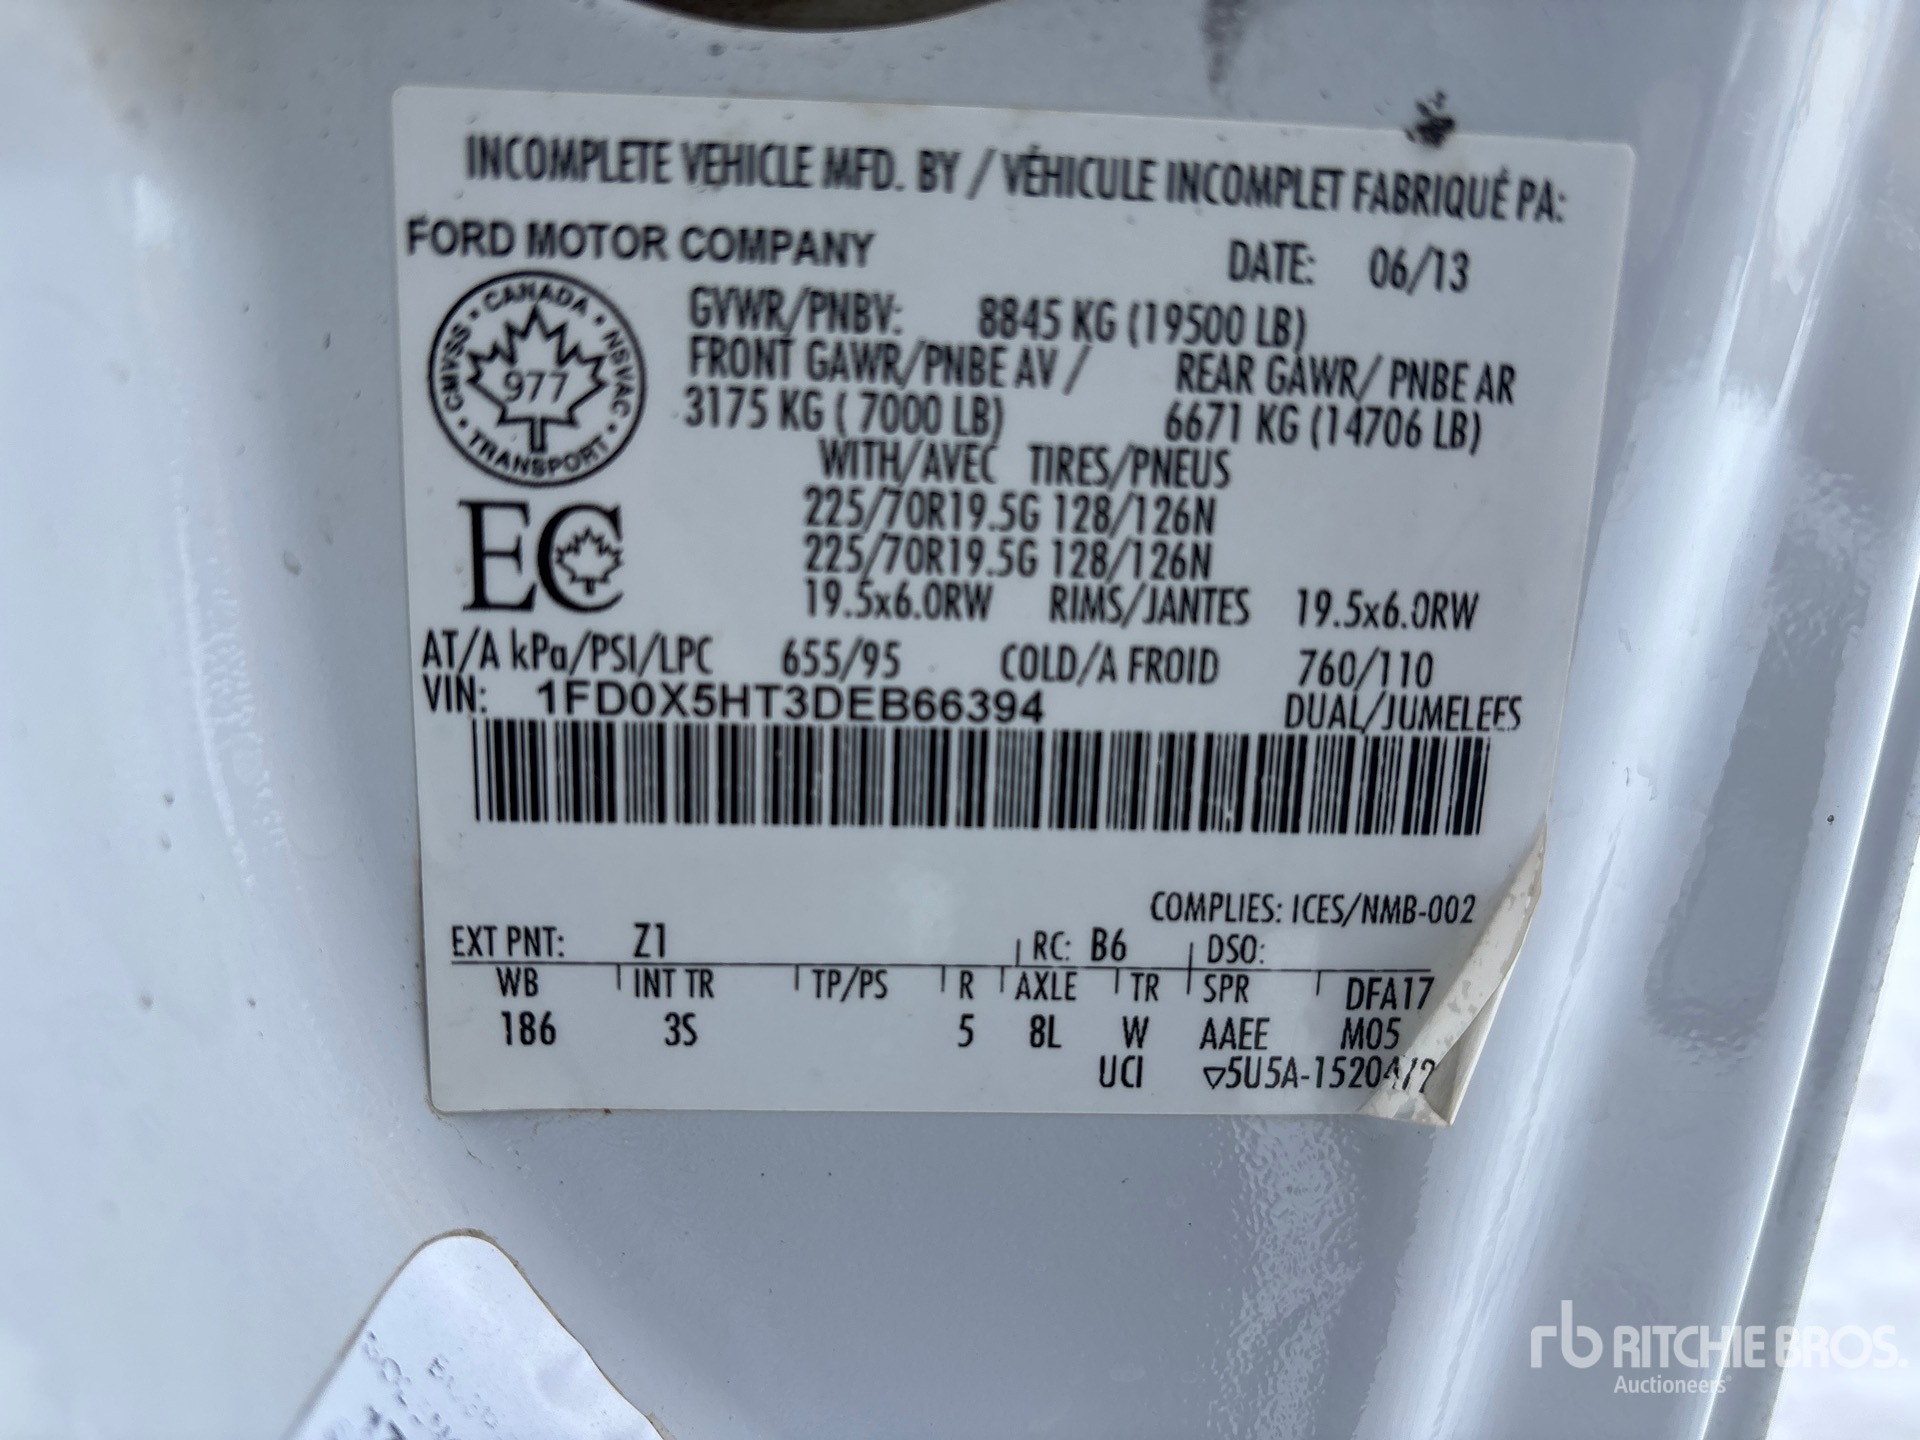 INCOMPLETE VEHICLE MFD. BY / VÉHICULE INCOMPLET FABRIQUÉ PA:
FORD MOTOR COMPANY DATE: 06/13
CANADA · NSVAC · TRANSPORT · CMVSS ·
977
GVWR/PNBV: 8845 KG (19500 LB)
FRONT GAWR/PNBE AV / REAR GAWR/ PNBE AR
3175 KG ( 7000 LB) 6671 KG (14706 LB)
WITH/AVEC TIRES/PNEUS
225/70R19.5G 128/126N
225/70R19.5G 128/126N
EC
19.5x6.0RW RIMS/JANTES 19.5x6.0RW
AT/A kPa/PSI/LPC 655/95 COLD/A FROID 760/110
VIN: 1FD0X5HT3DEB66394 DUAL/JUMELEES
COMPLIES: ICES/NMB-002
EXT PNT: Z1 RC: B6 DSO:
WB INT TR TP/PS R AXLE TR SPR DFA17
186 3S 5 8L W AAEE M05
UCI ▽5U5A-1520472
rb RITCHIE BROS.
Auctioneers